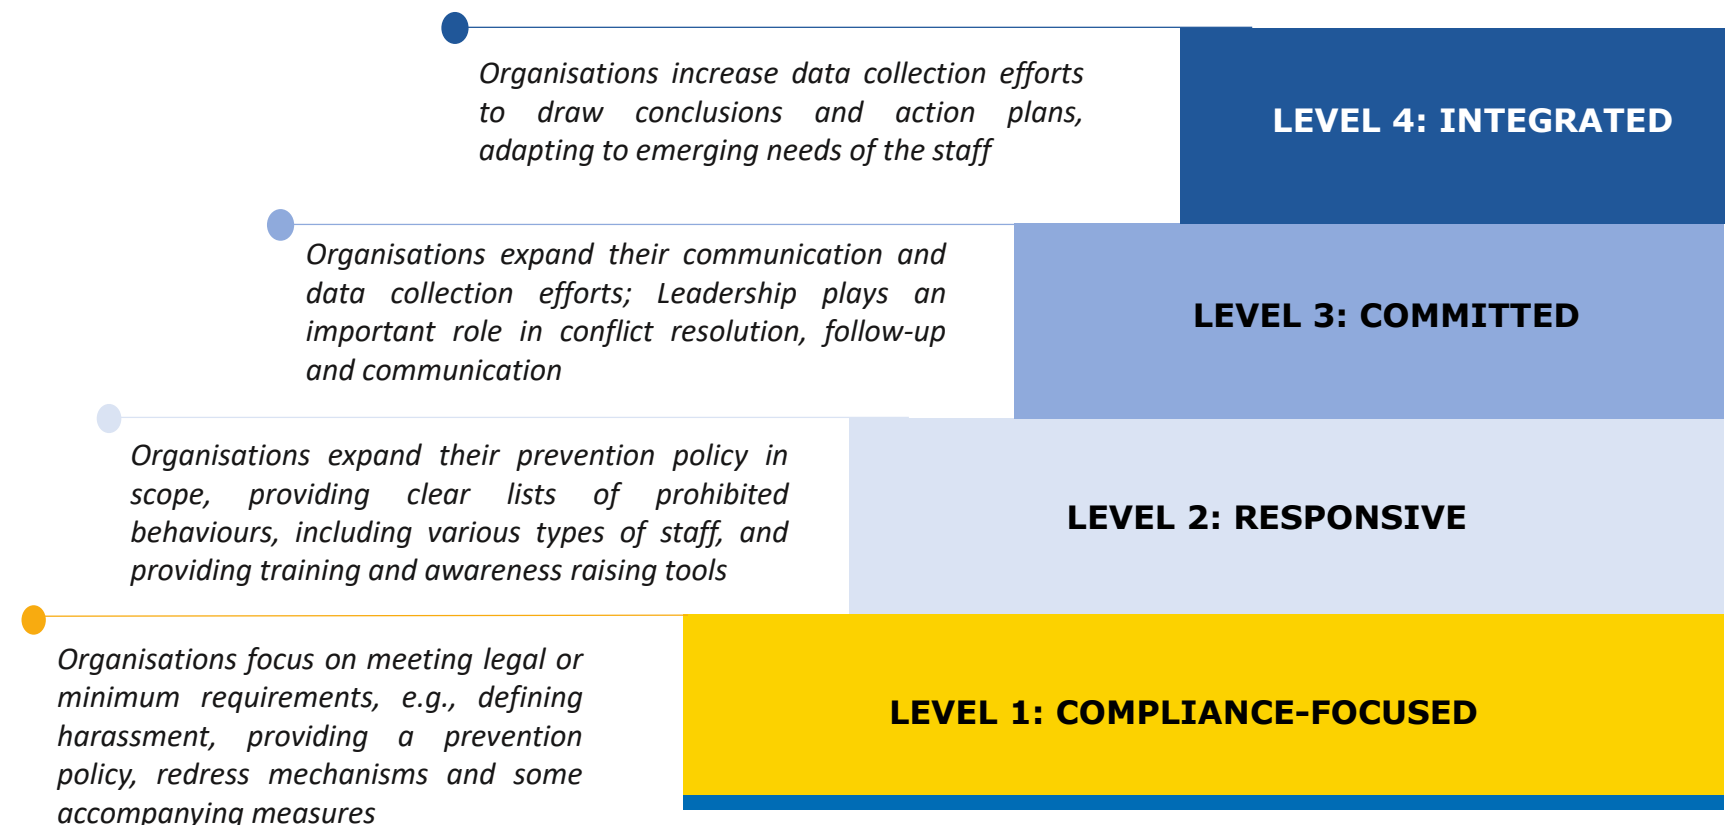 Organisations increase data collection efforts
to draw conclusions and action plans,
adapting to emerging needs of the staff
LEVEL 4: INTEGRATED
Organisations expand their communication and
data collection efforts; Leadership plays an
important role in conflict resolution, follow-up
and communication
LEVEL 3: COMMITTED
Organisations expand their prevention policy in
scope, providing clear lists of prohibited
behaviours, including various types of staff, and
providing training and awareness raising tools
LEVEL 2: RESPONSIVE
Organisations focus on meeting legal or
minimum requirements, e.g., defining
harassment, providing a prevention
policy, redress mechanisms and some
accompanying measures
LEVEL 1: COMPLIANCE-FOCUSED